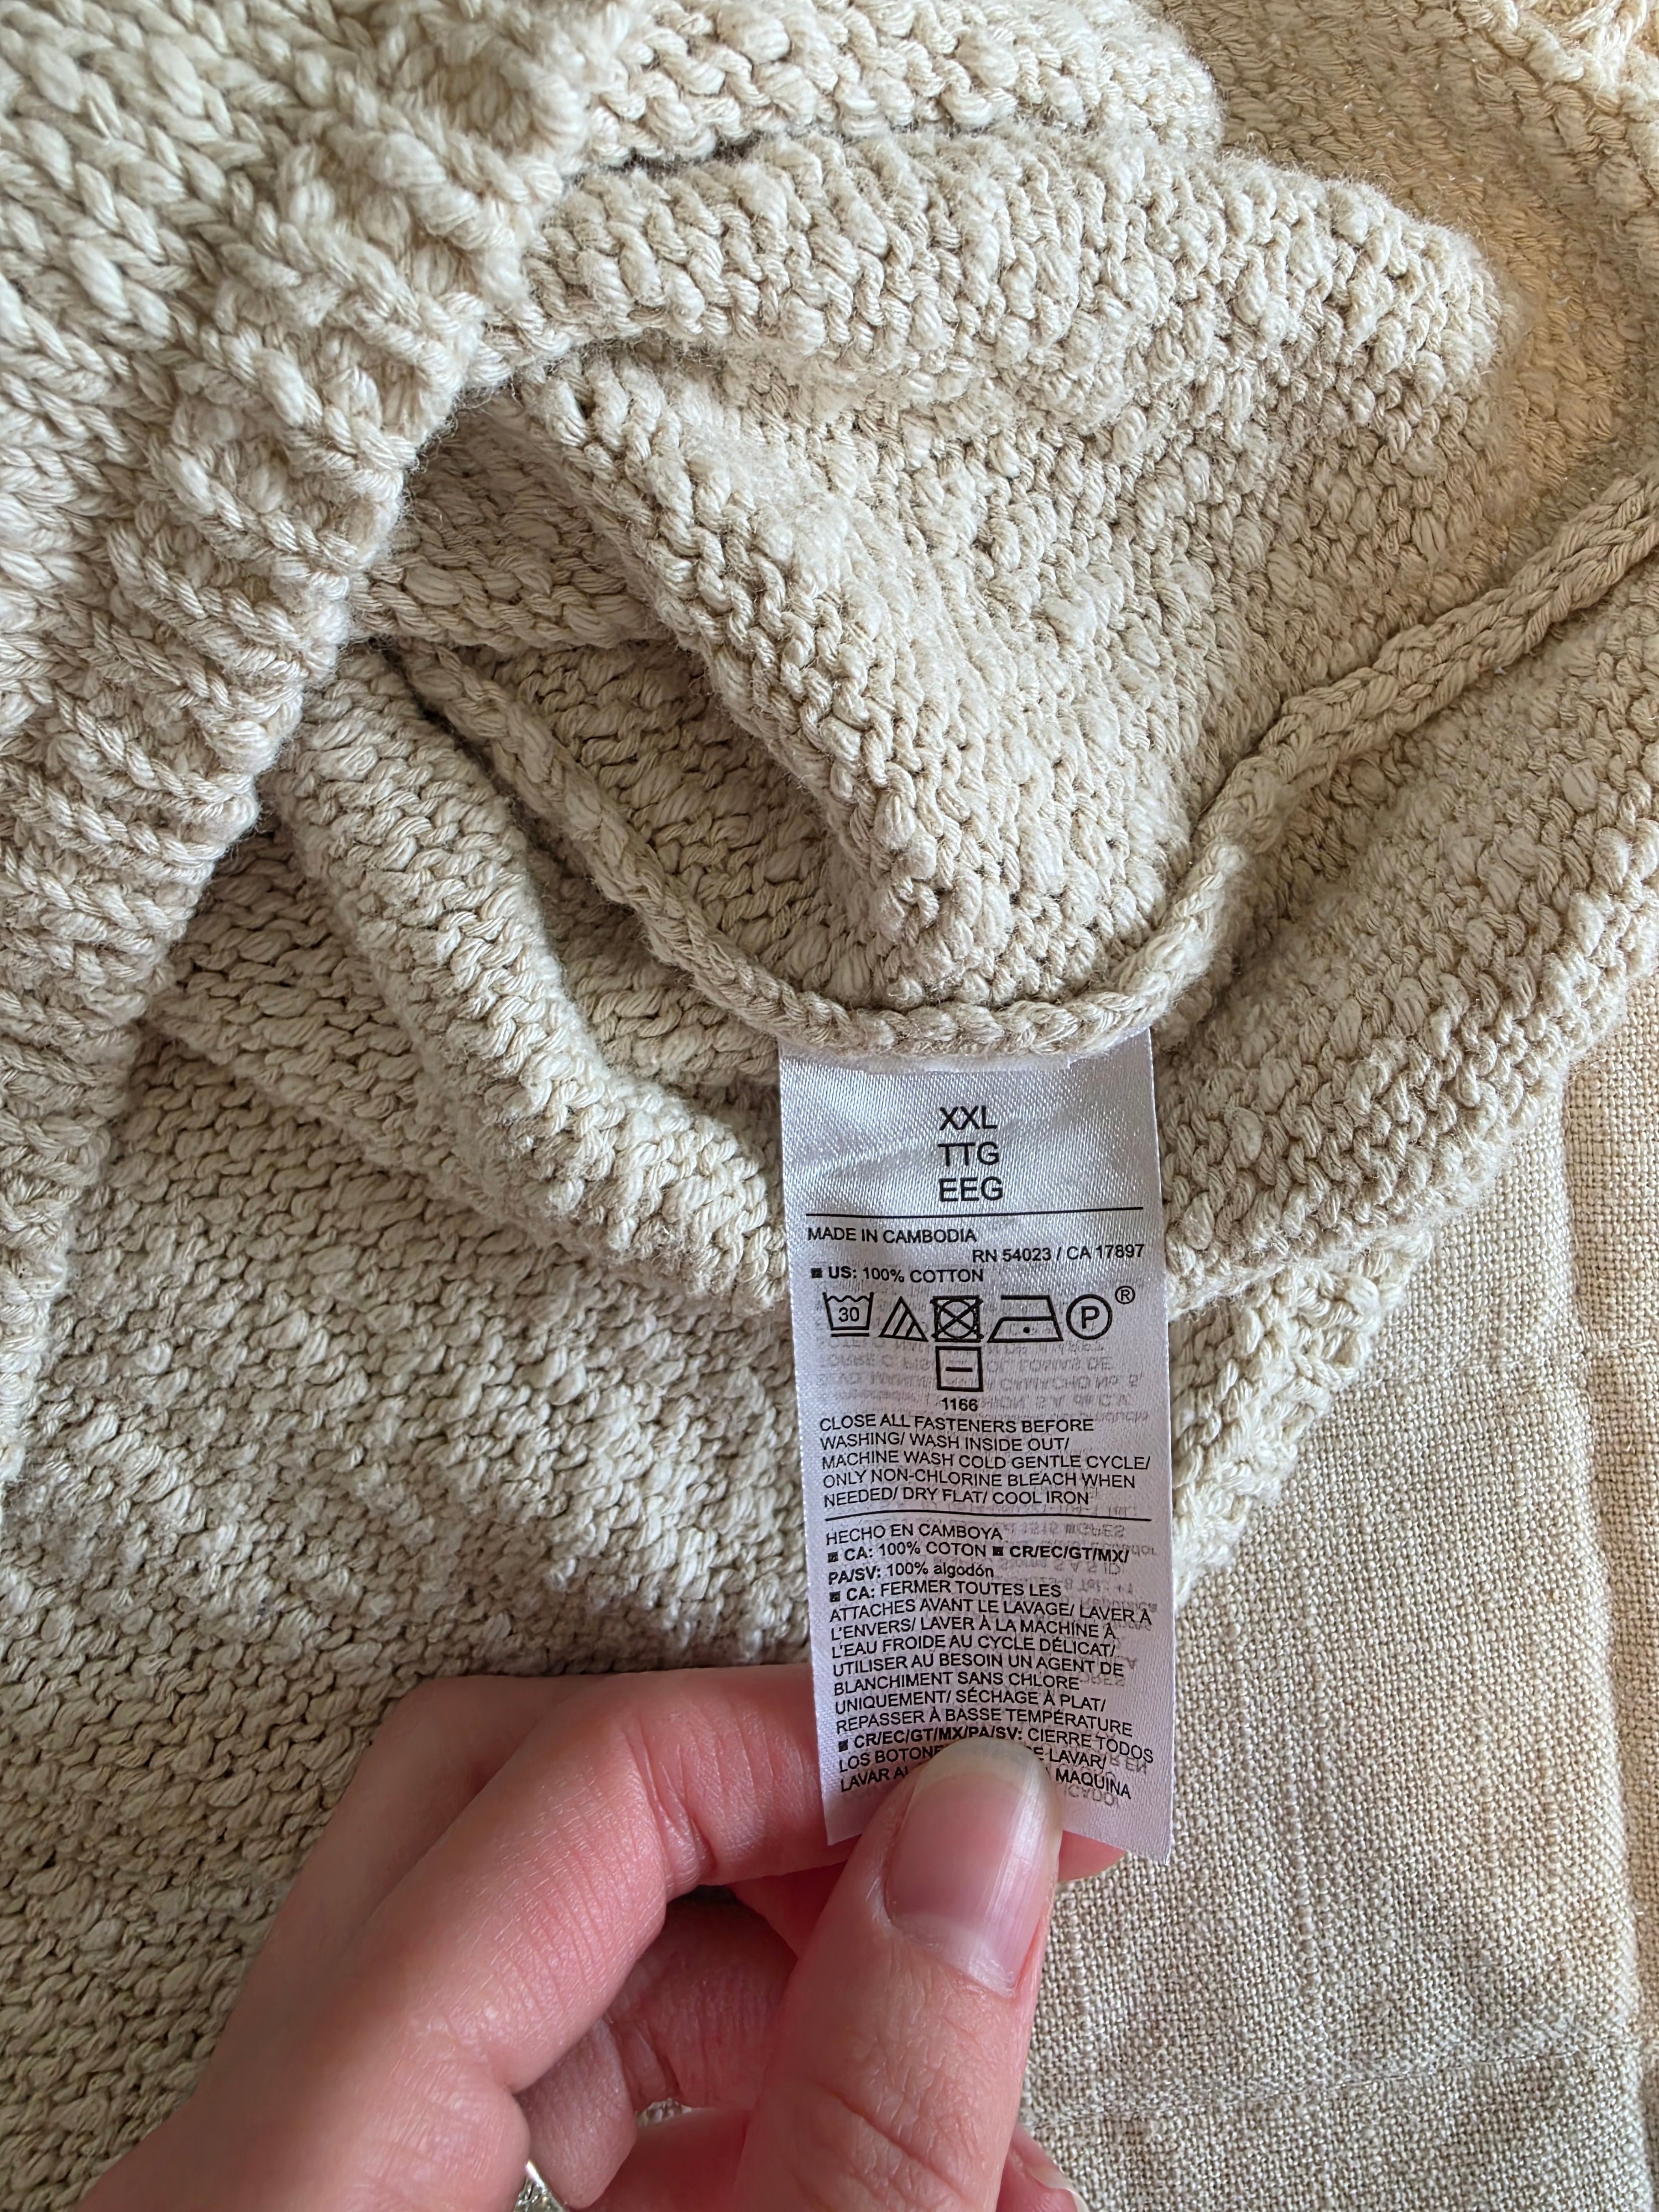 XXL
TTG
EEG
MADE IN CAMBODIA
RN 54023 / CA 17897
US: 100% COTTON
30 P ®
1166
CLOSE ALL FASTENERS BEFORE
WASHING/ WASH INSIDE OUT/
MACHINE WASH COLD GENTLE CYCLE/
ONLY NON-CHLORINE BLEACH WHEN
NEEDED/ DRY FLAT/ COOL IRON
HECHO EN CAMBOYA
CA: 100% COTON CR/EC/GT/MX/
PA/SV: 100% algodón
CA: FERMER TOUTES LES
ATTACHES AVANT LE LAVAGE/ LAVER À
L'ENVERS/ LAVER À LA MACHINE À
L'EAU FROIDE AU CYCLE DÉLICAT/
UTILISER AU BESOIN UN AGENT DE
BLANCHIMENT SANS CHLORE
UNIQUEMENT/ SÉCHAGE À PLAT/
REPASSER À BASSE TEMPÉRATURE
CR/EC/GT/MX/PA/SV: CIERRE TODOS
LOS LAVAR/
LAVAR MAQUINA